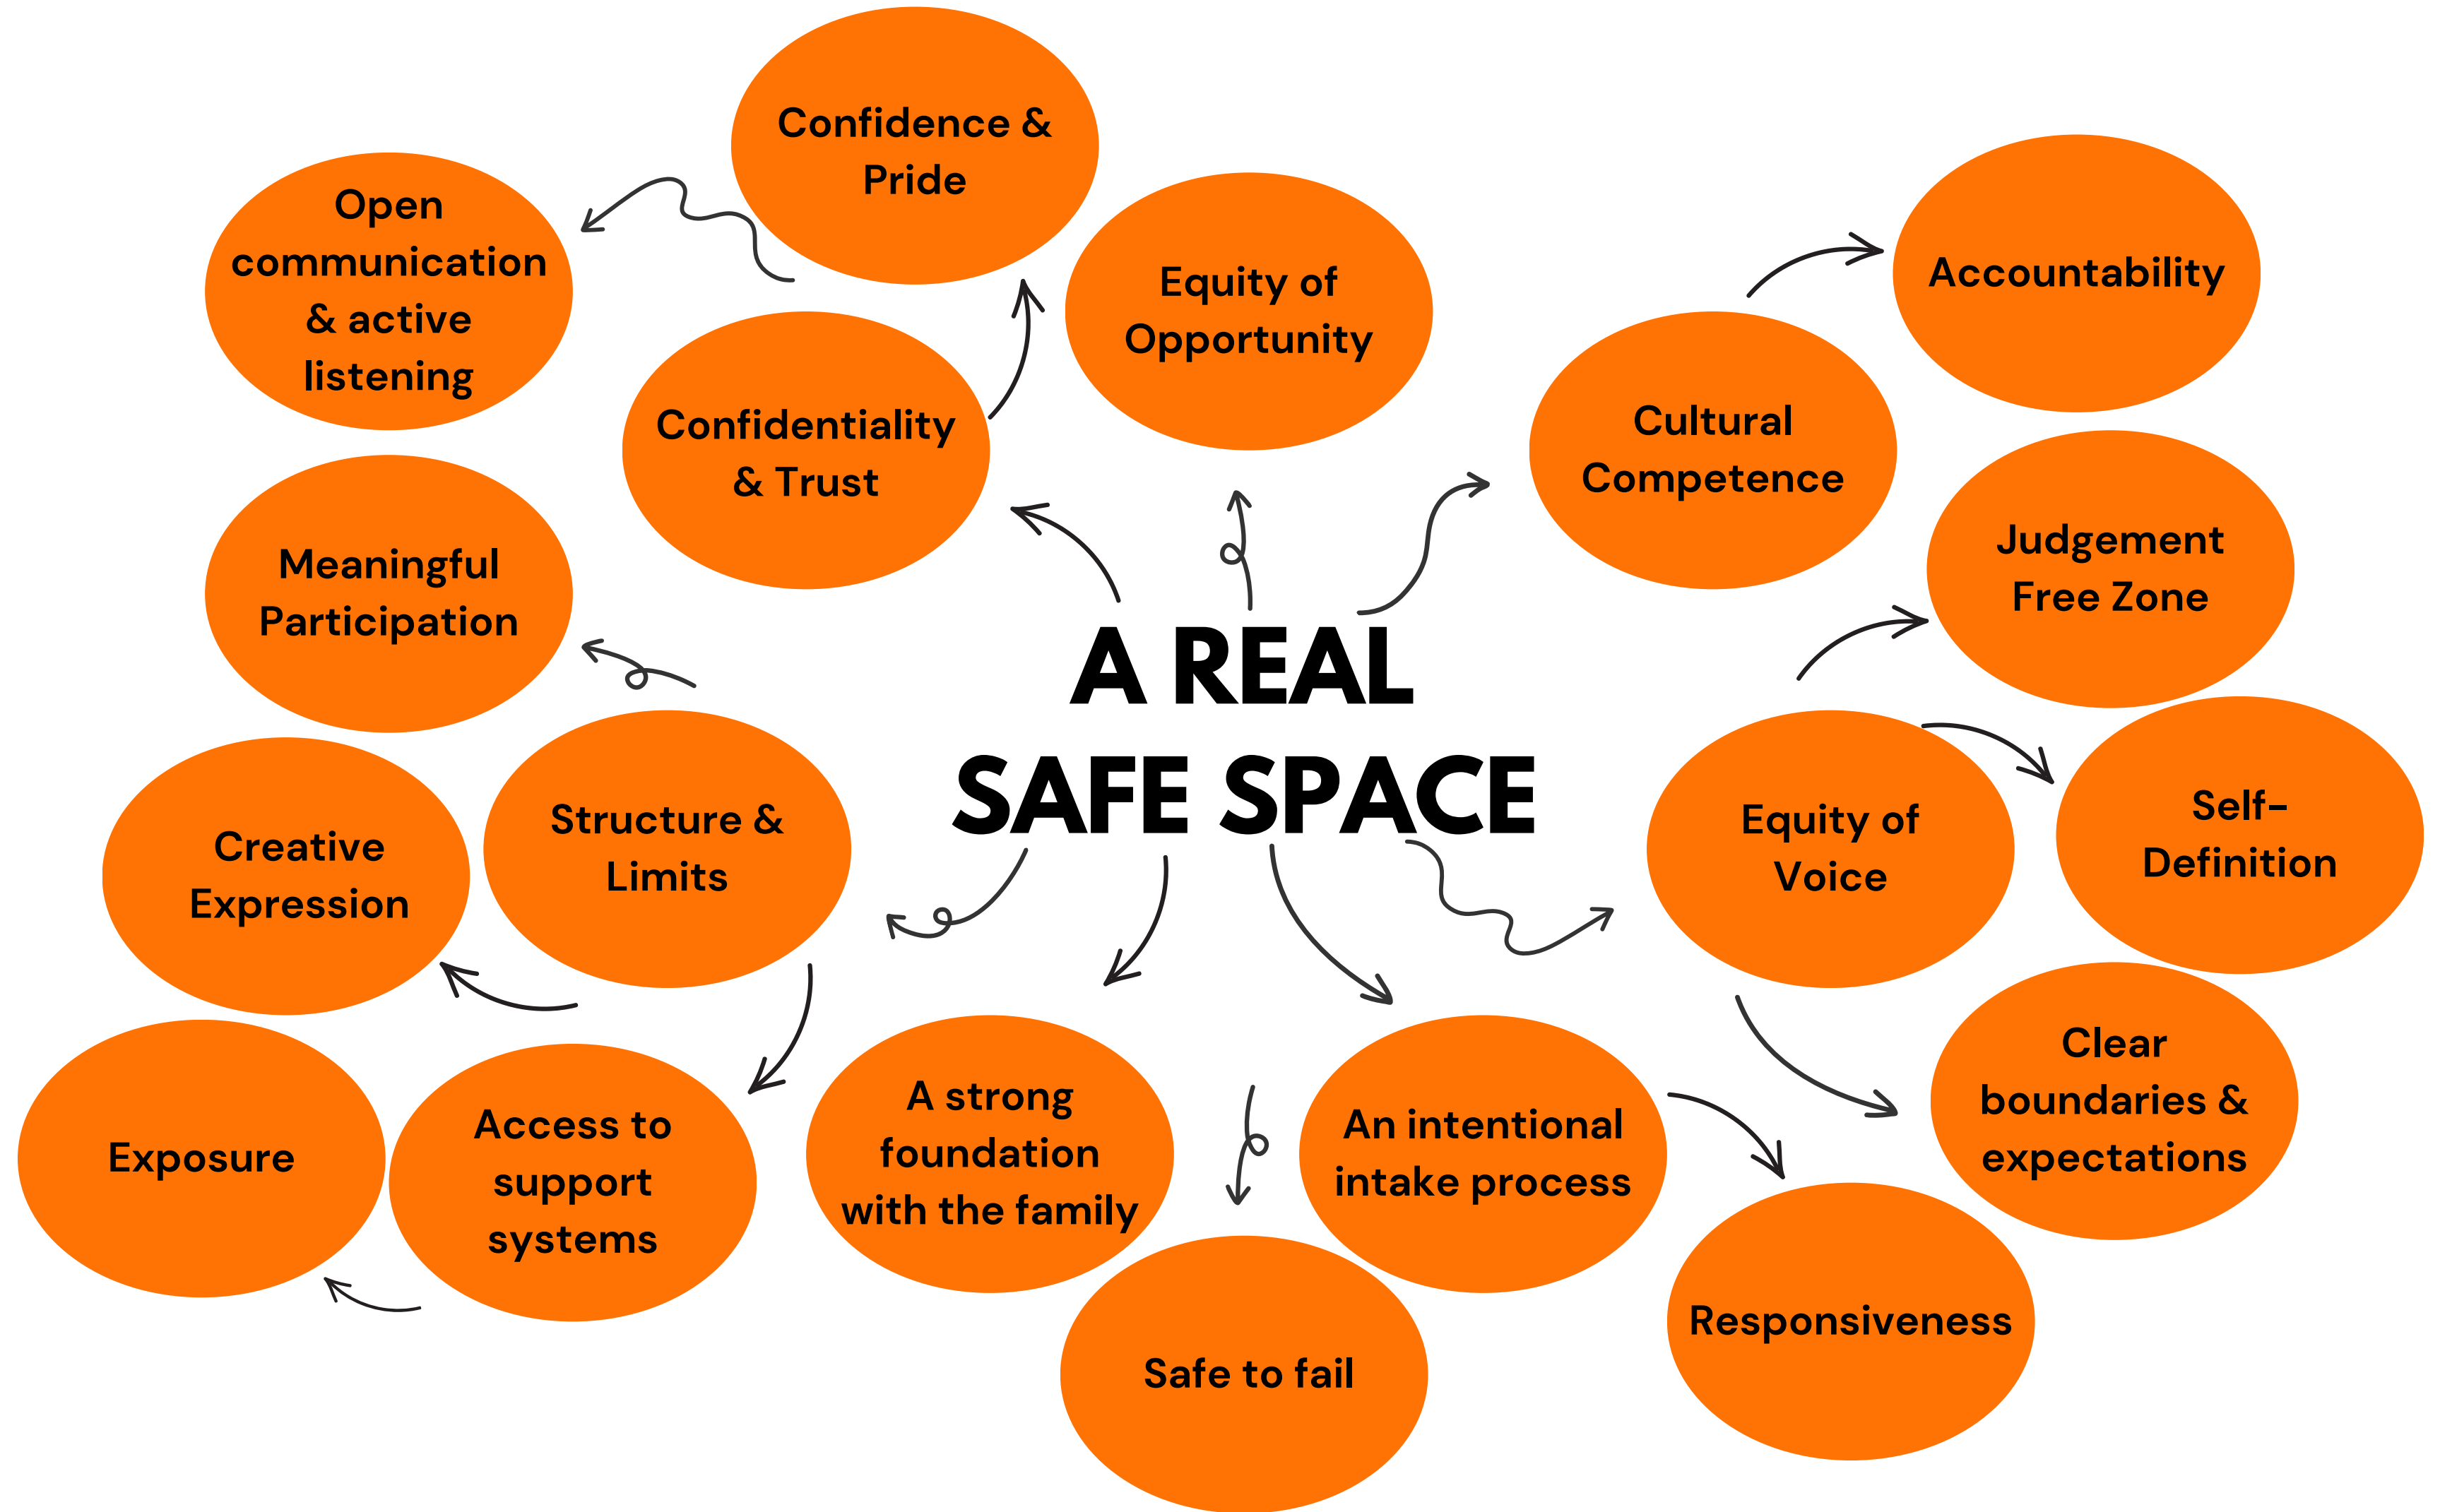 Confidence &
Pride
Open
communication
& active
listening
Equity of
Opportunity
Accountability
Confidentiality
& Trust
Cultural
Competence
Meaningful
Participation
Judgement
Free Zone
A REAL
SAFE SPACE
Creative
Expression
Structure &
Limits
Equity of
Voice
Self-
Definition
Exposure
Access to
support
systems
A strong
foundation
with the family
An intentional
intake process
Clear
boundaries &
expectations
Safe to fail
Responsiveness